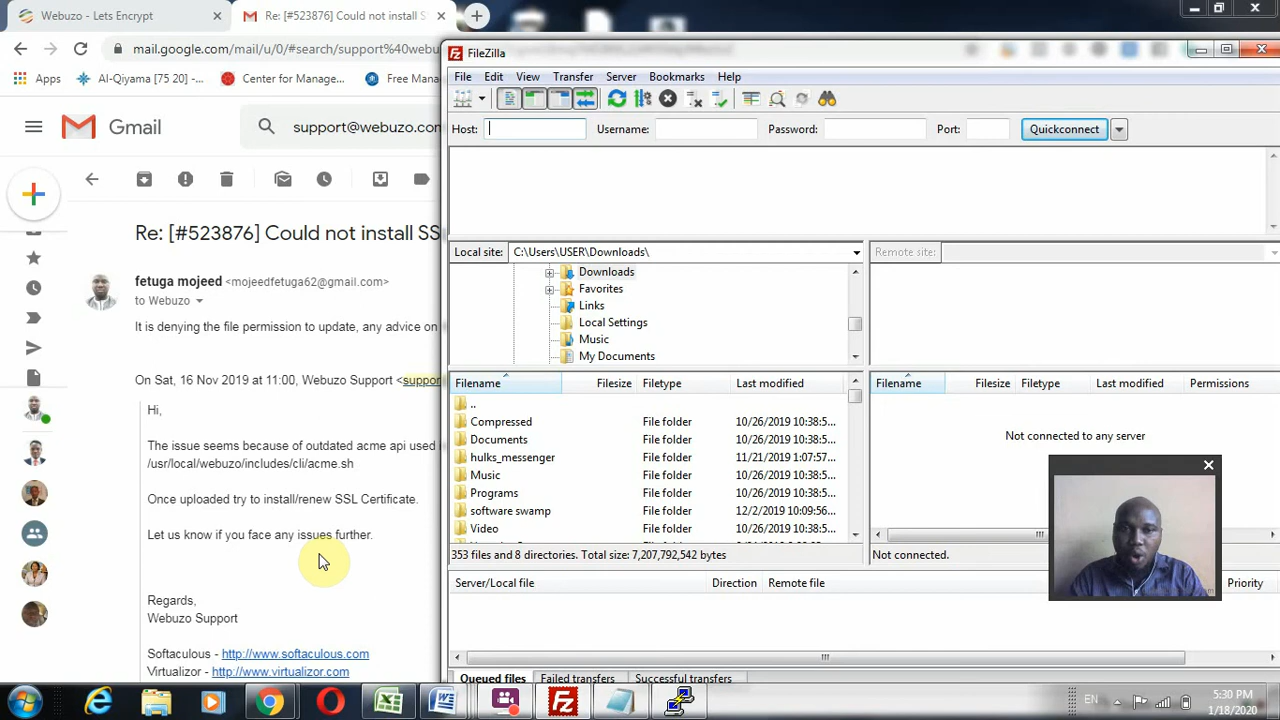 Webuzo - Lets Encrypt
Re: [#523876] Could not install S
mail.google.com/mail/u/0/#search/support%40webu
Apps
Al-Qiyama [75 20] -...
Center for Manage...
Free Mana
Gmail
support@webuzo.com
Re: [#523876] Could not install SS
fetuga mojeed <mojeedfetuga62@gmail.com>
to Webuzo
It is denying the file permission to update, any advice on
On Sat, 16 Nov 2019 at 11:00, Webuzo Support <suppor
Hi,
The issue seems because of outdated acme api used i
/usr/local/webuzo/includes/cli/acme.sh
Once uploaded try to install/renew SSL Certificate.
Let us know if you face any issues further.
Regards,
Webuzo Support
Softaculous - http://www.softaculous.com
Virtualizor - http://www.virtualizor.com
FileZilla
File Edit View Transfer Server Bookmarks Help
Host: Username: Password: Port: Quickconnect
Local site: C:\Users\USER\Downloads\
Downloads
Favorites
Links
Local Settings
Music
My Documents
Remote site:
Filename Filesize Filetype Last modified
..
Compressed File folder 10/26/2019 10:38:5...
Documents File folder 10/26/2019 10:38:5...
hulks_messenger File folder 11/21/2019 1:07:57...
Music File folder 10/26/2019 10:38:5...
Programs File folder 10/26/2019 10:38:5...
software swamp File folder 12/2/2019 10:09:56...
Video File folder 10/26/2019 10:38:5...
353 files and 8 directories. Total size: 7,207,792,542 bytes
Filename Filesize Filetype Last modified Permissions
Not connected to any server
Not connected.
Server/Local file Direction Remote file Priority
Queued files Failed transfers Successful transfers
EN
5:30 PM
1/18/2020